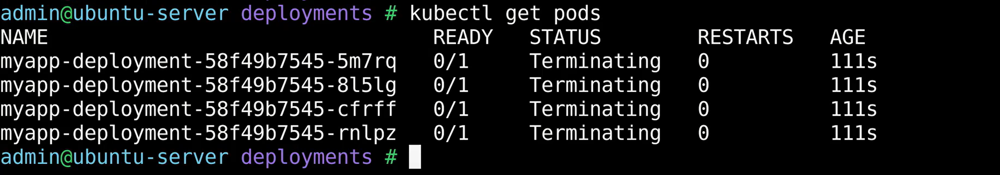 admin@ubuntu-server deployments # kubectl get pods
NAME READY STATUS RESTARTS AGE
myapp-deployment-58f49b7545-5m7rq 0/1 Terminating 0 111s
myapp-deployment-58f49b7545-8l5lg 0/1 Terminating 0 111s
myapp-deployment-58f49b7545-cfrff 0/1 Terminating 0 111s
myapp-deployment-58f49b7545-rnlpz 0/1 Terminating 0 111s
admin@ubuntu-server deployments #